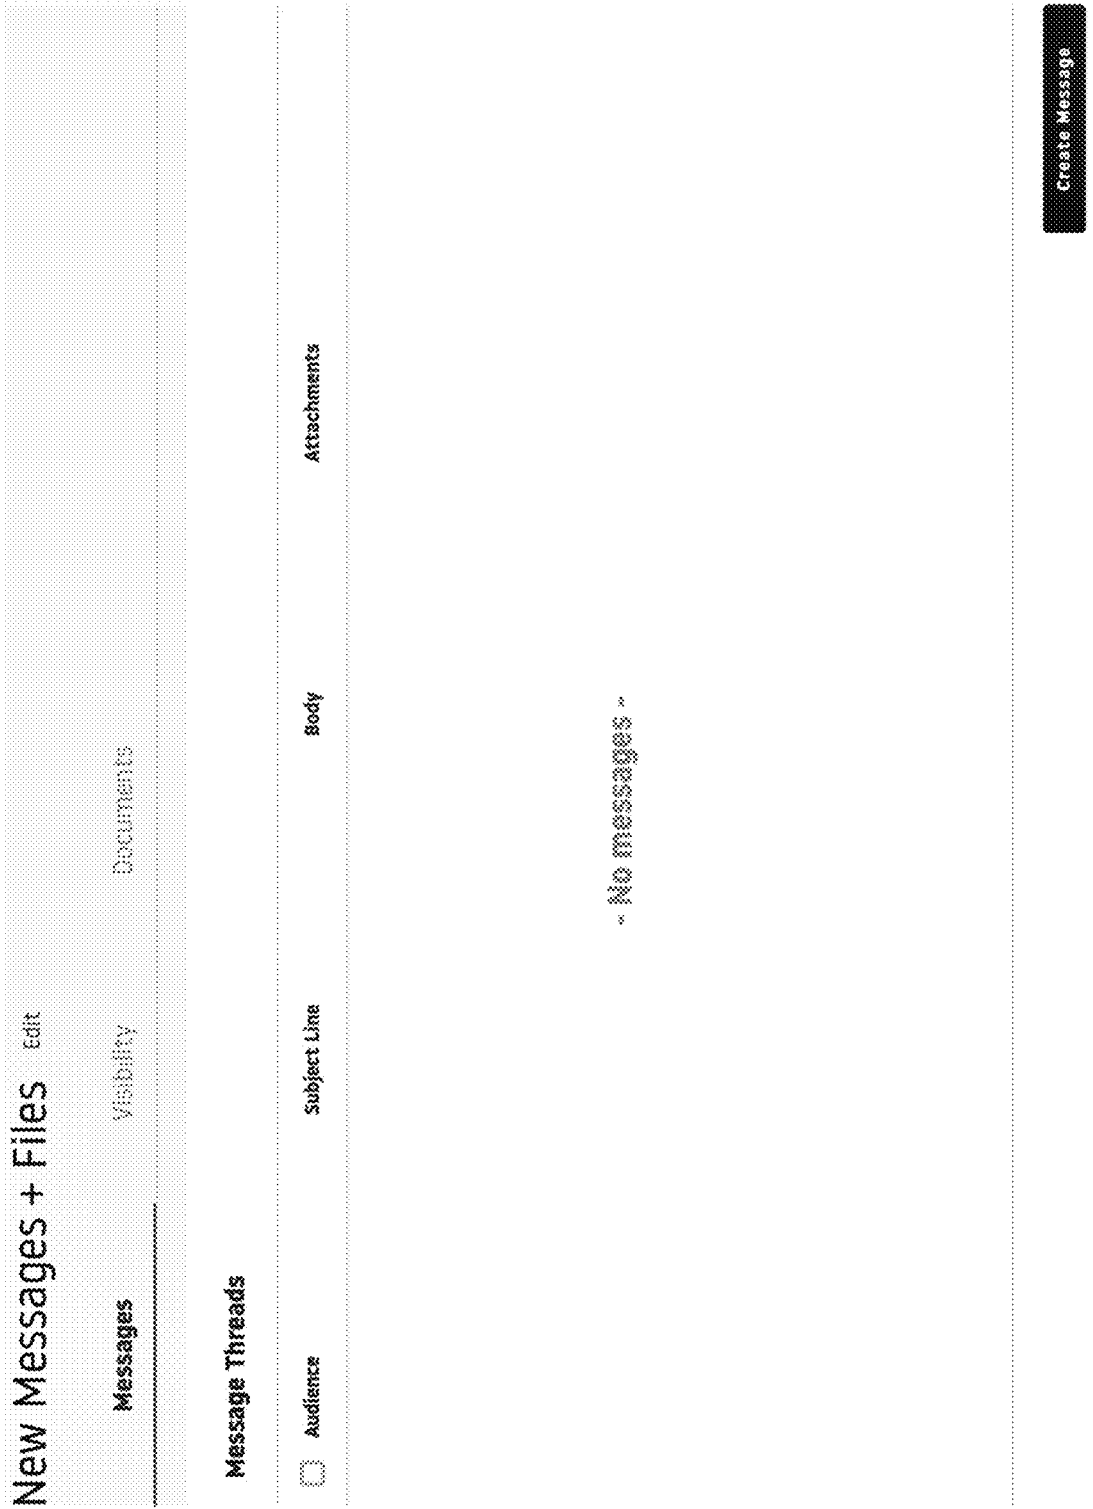 New Messages + Files Edit
Messages Visibility Documents
Message Threads
Audience Subject Line Body Attachments
- No messages -
Create Message